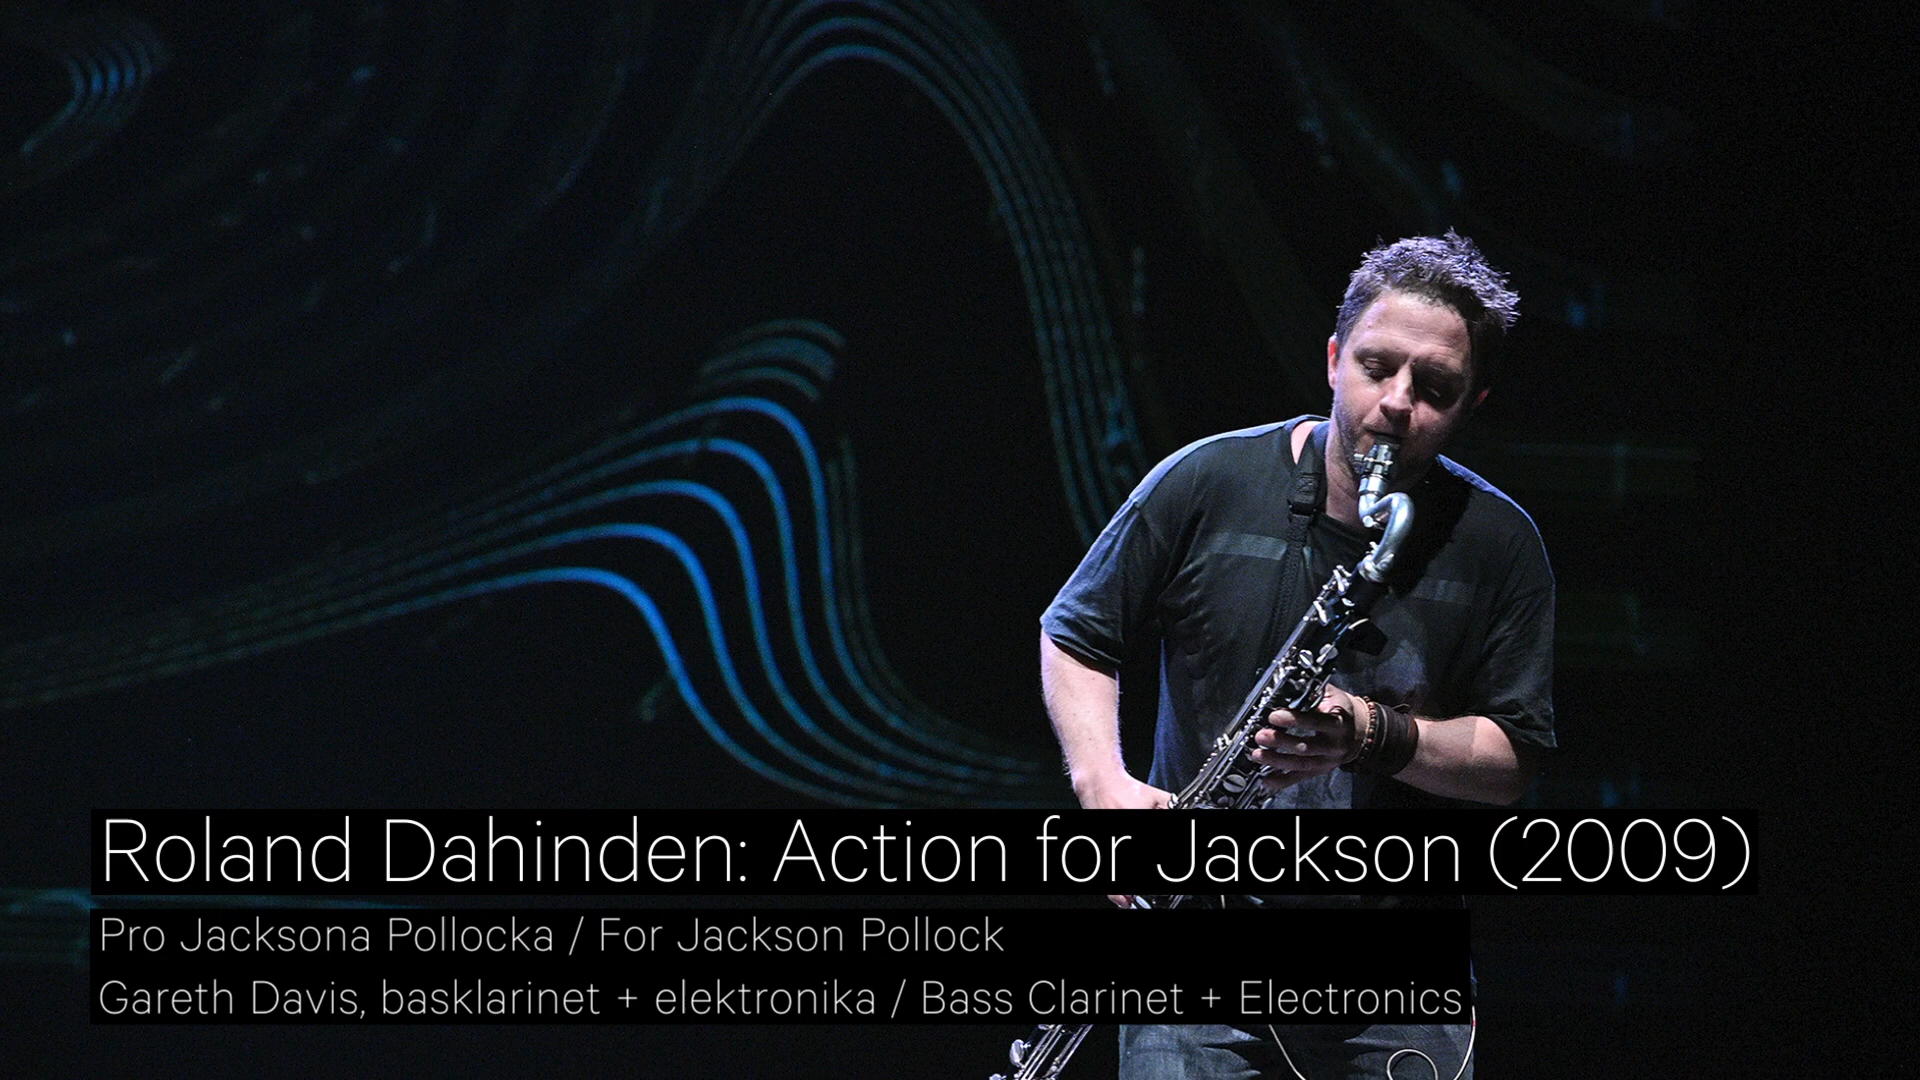 Roland Dahinden: Action for Jackson (2009)
Pro Jacksona Pollocka / For Jackson Pollock
Gareth Davis, basklarinet + elektronika / Bass Clarinet + Electronics